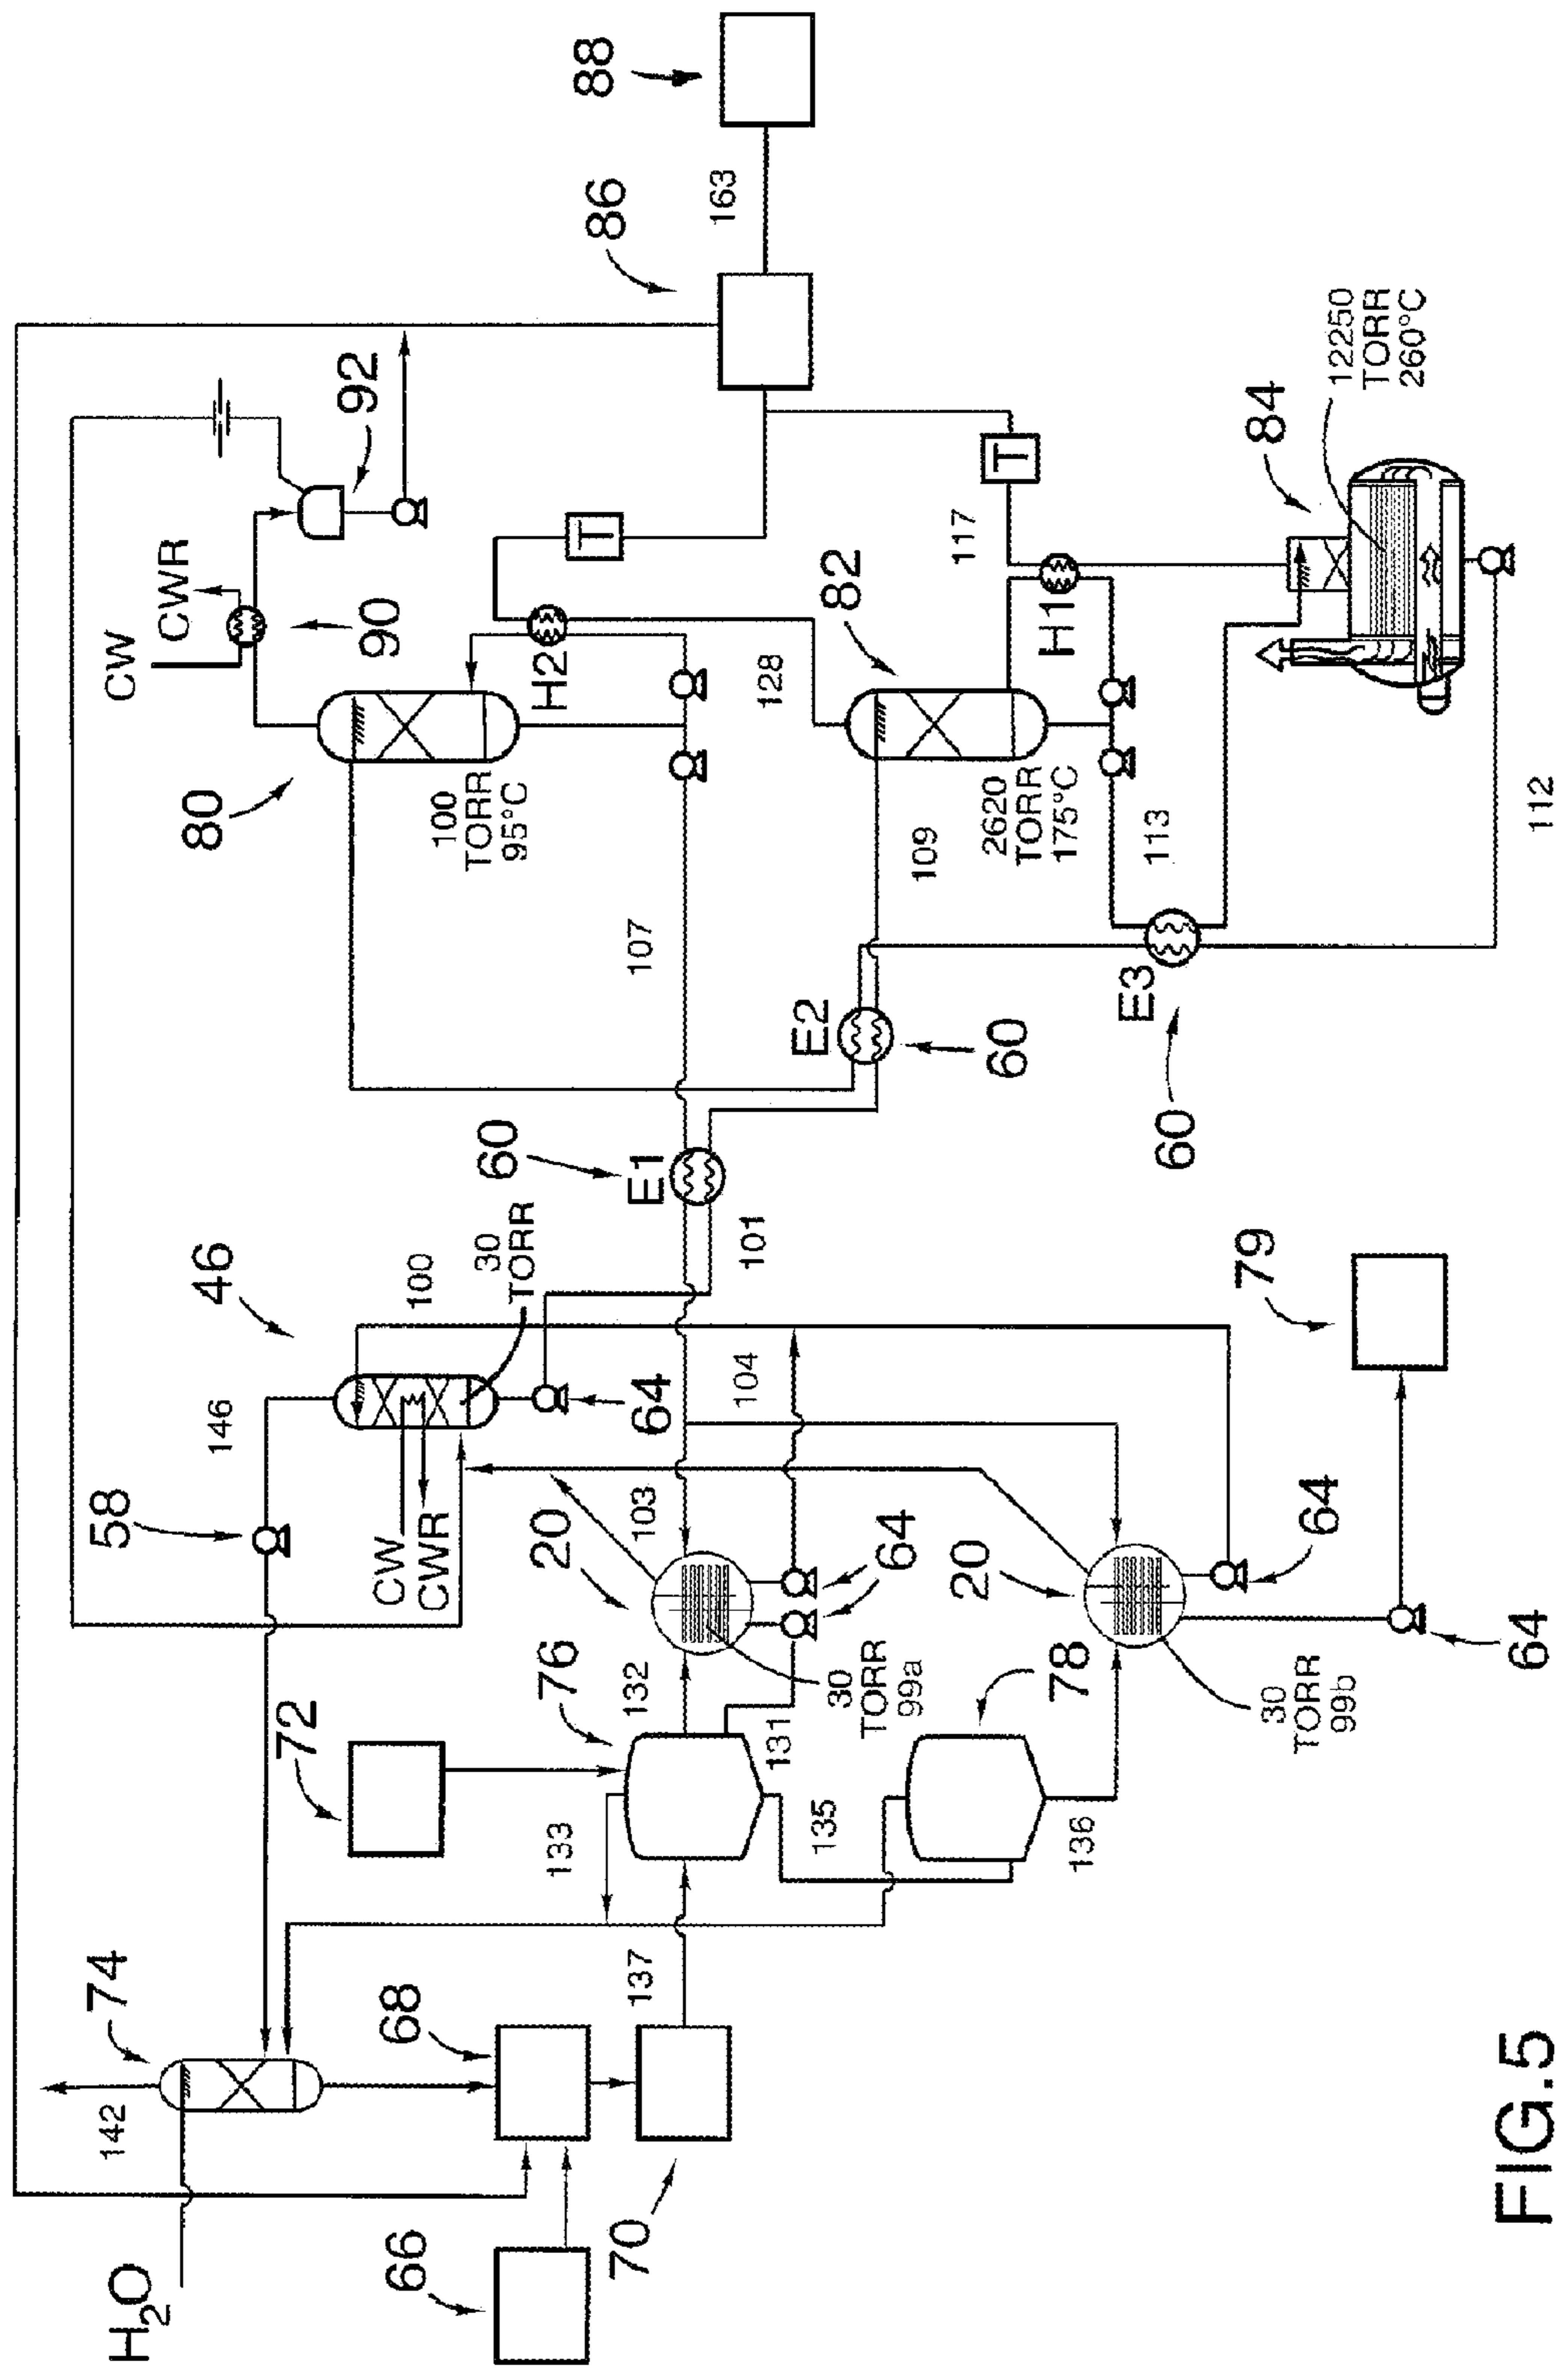 H2O
142
74
66
68
70
137
133
72
76
132
131
135
136
78
58
146
46
CW
CWR
100
30
TORR
64
20
103
104
101
64
30
TORR
99a
20
64
30
TORR
99b
64
79
E1
60
E2
60
E3
60
107
109
113
112
80
100
TORR
95°C
82
2620
TORR
175°C
128
H2
H1
117
T
T
CW
CWR
90
92
84
12250
TORR
260°C
86
163
88
FIG.5